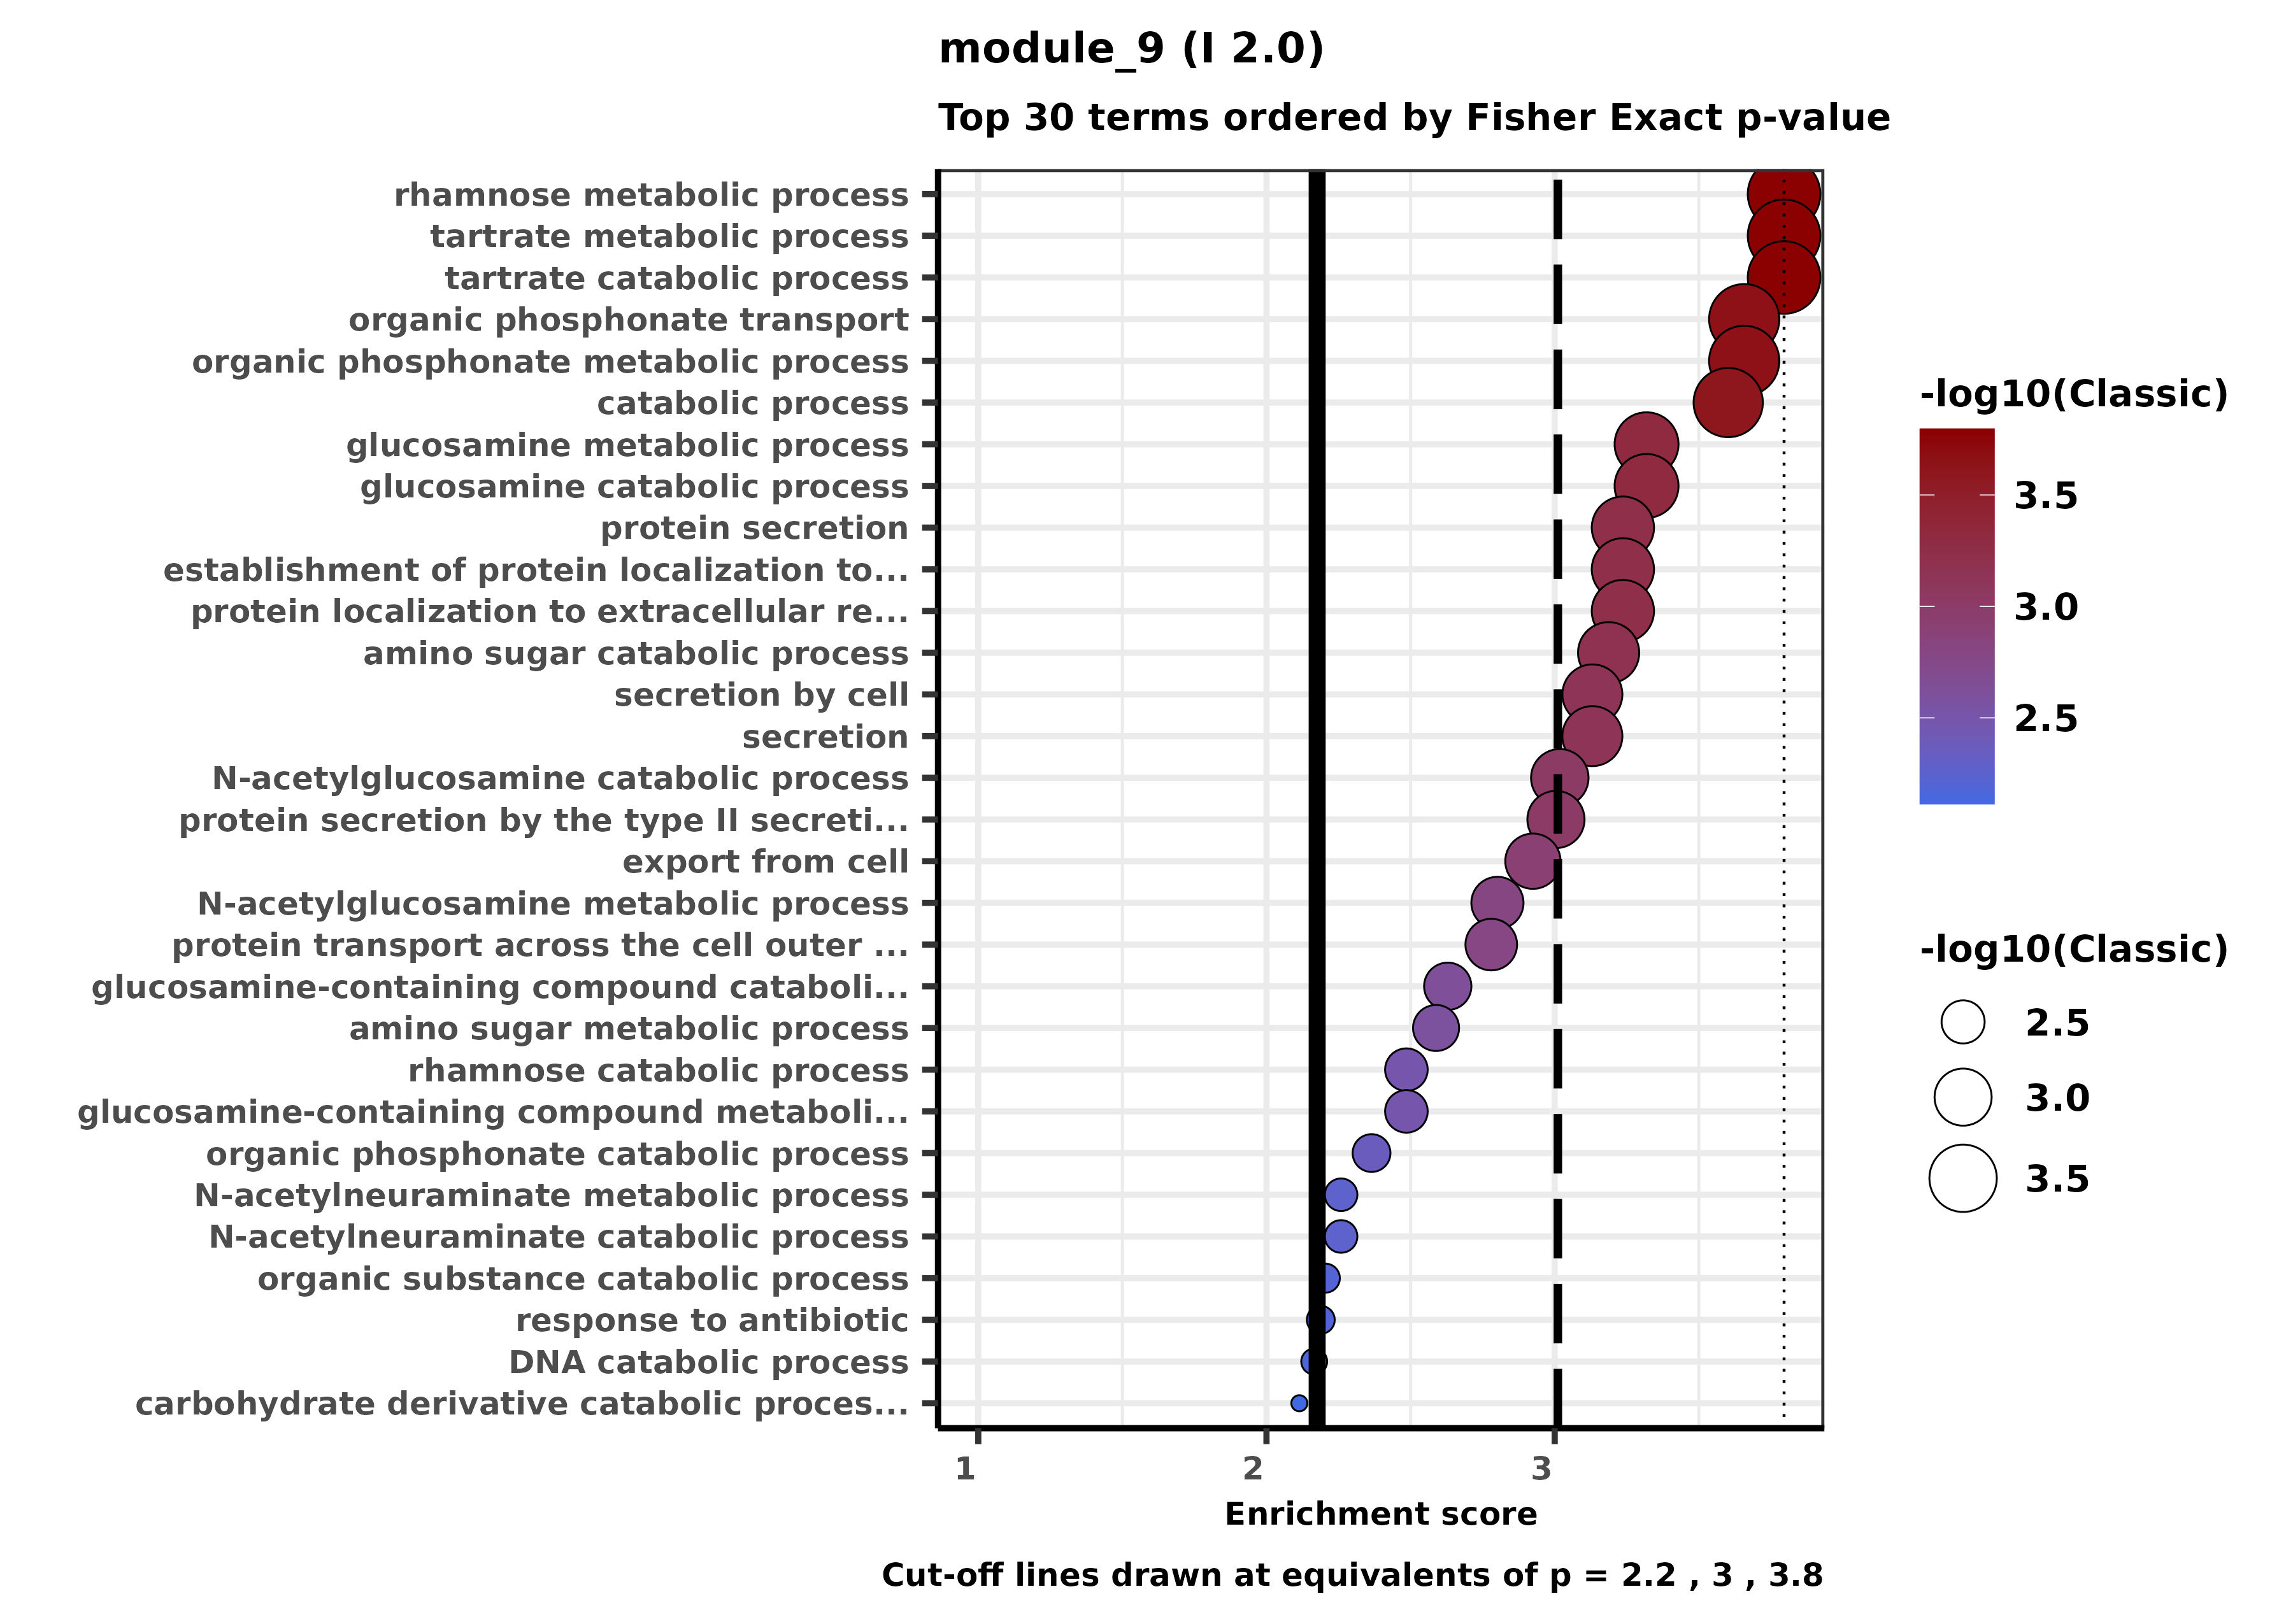 module_9 (I 2.0)
Top 30 terms ordered by Fisher Exact p-value
rhamnose metabolic process
tartrate metabolic process
tartrate catabolic process
organic phosphonate transport
organic phosphonate metabolic process
catabolic process
glucosamine metabolic process
glucosamine catabolic process
protein secretion
establishment of protein localization to...
protein localization to extracellular re...
amino sugar catabolic process
secretion by cell
secretion
N-acetylglucosamine catabolic process
protein secretion by the type II secreti...
export from cell
N-acetylglucosamine metabolic process
protein transport across the cell outer ...
glucosamine-containing compound cataboli...
amino sugar metabolic process
rhamnose catabolic process
glucosamine-containing compound metaboli...
organic phosphonate catabolic process
N-acetylneuraminate metabolic process
N-acetylneuraminate catabolic process
organic substance catabolic process
response to antibiotic
DNA catabolic process
carbohydrate derivative catabolic proces...
1 2 3
Enrichment score
Cut-off lines drawn at equivalents of p = 2.2 , 3 , 3.8
-log10(Classic)
3.5
3.0
2.5
-log10(Classic)
2.5
3.0
3.5